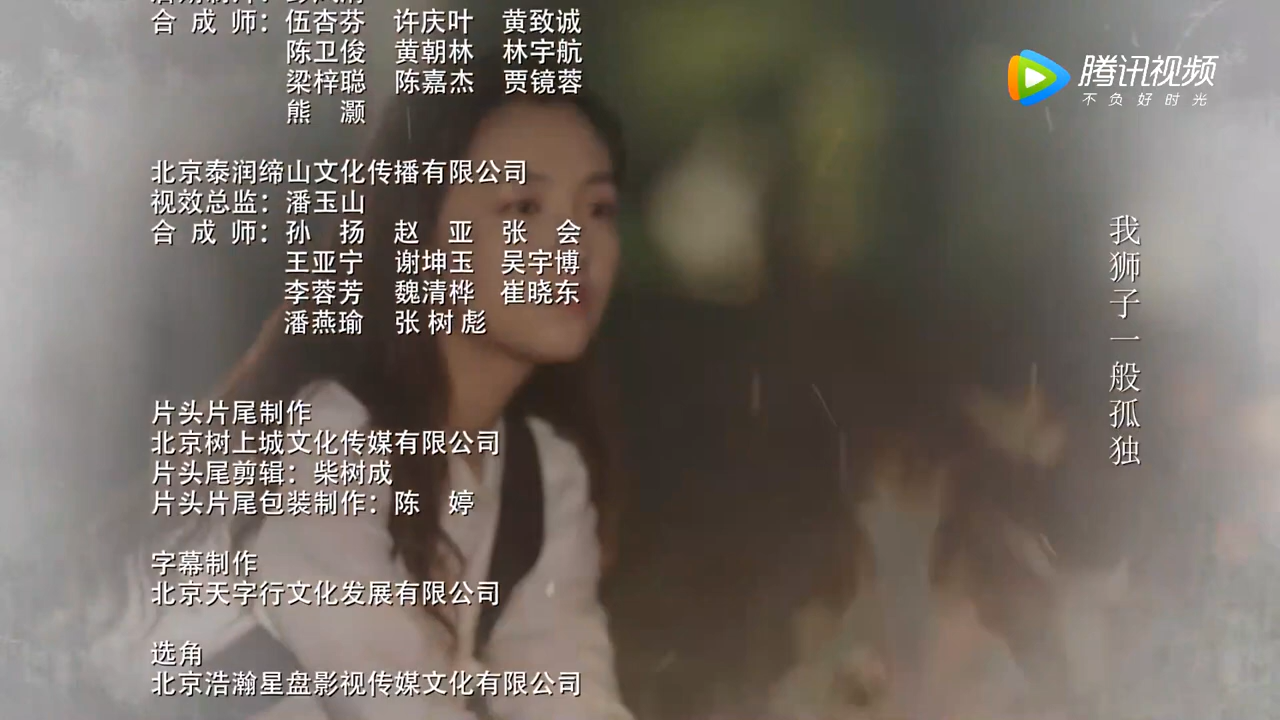 合 成 师：伍杏芬 许庆叶 黄致诚
陈卫俊 黄朝林 林宇航
梁梓聪 陈嘉杰 贾镜蓉
熊 灏
北京泰润缔山文化传播有限公司
视效总监：潘玉山
合 成 师：孙 扬 赵 亚 张 会
王亚宁 谢坤玉 吴宇博
李蓉芳 魏清桦 崔晓东
潘燕瑜 张 树 彪
片头片尾制作
北京树上城文化传媒有限公司
片头尾剪辑：柴树成
片头片尾包装制作：陈 婷
字幕制作
北京天字行文化发展有限公司
选角
北京浩瀚星盘影视传媒文化有限公司
腾讯视频
不负好时光
我狮子一般孤独